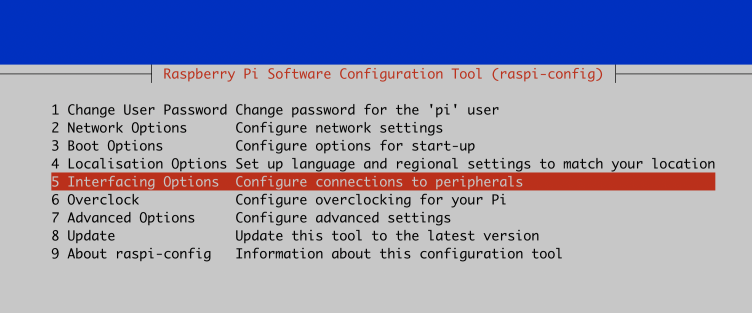 Raspberry Pi Software Configuration Tool (raspi-config)
1 Change User Password Change password for the 'pi' user
2 Network Options Configure network settings
3 Boot Options Configure options for start-up
4 Localisation Options Set up language and regional settings to match your location
5 Interfacing Options Configure connections to peripherals
6 Overclock Configure overclocking for your Pi
7 Advanced Options Configure advanced settings
8 Update Update this tool to the latest version
9 About raspi-config Information about this configuration tool